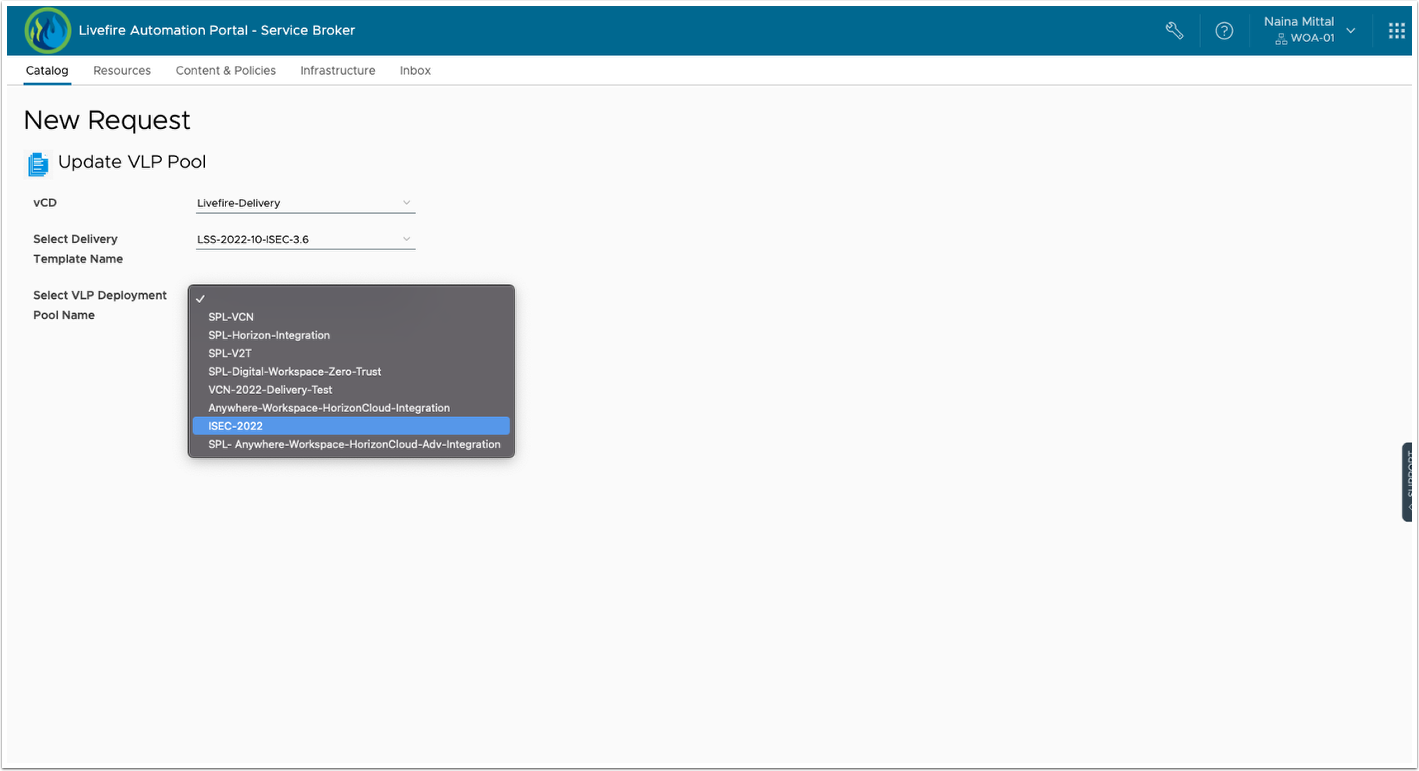 Livefire Automation Portal - Service Broker
Naina Mittal
WOA-01
Catalog
Resources
Content & Policies
Infrastructure
Inbox
New Request
Update VLP Pool
vCD
Livefire-Delivery
Select Delivery
Template Name
LSS-2022-10-ISEC-3.6
Select VLP Deployment
Pool Name
SPL-VCN
SPL-Horizon-Integration
SPL-V2T
SPL-Digital-Workspace-Zero-Trust
VCN-2022-Delivery-Test
Anywhere-Workspace-HorizonCloud-Integration
ISEC-2022
SPL- Anywhere-Workspace-HorizonCloud-Adv-Integration
SUPPORT